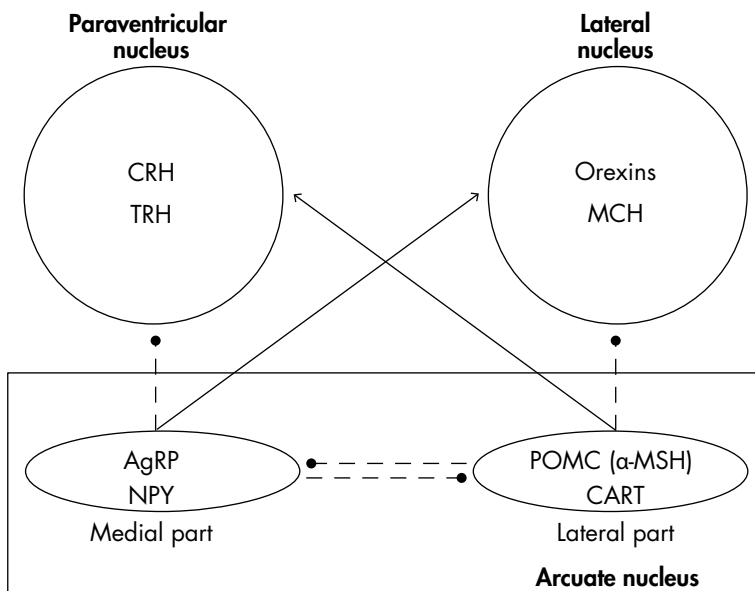 Paraventricular
nucleus
Lateral
nucleus
CRH
TRH
Orexins
MCH
AgRP
NPY
Medial part
POMC (α-MSH)
CART
Lateral part
Arcuate nucleus